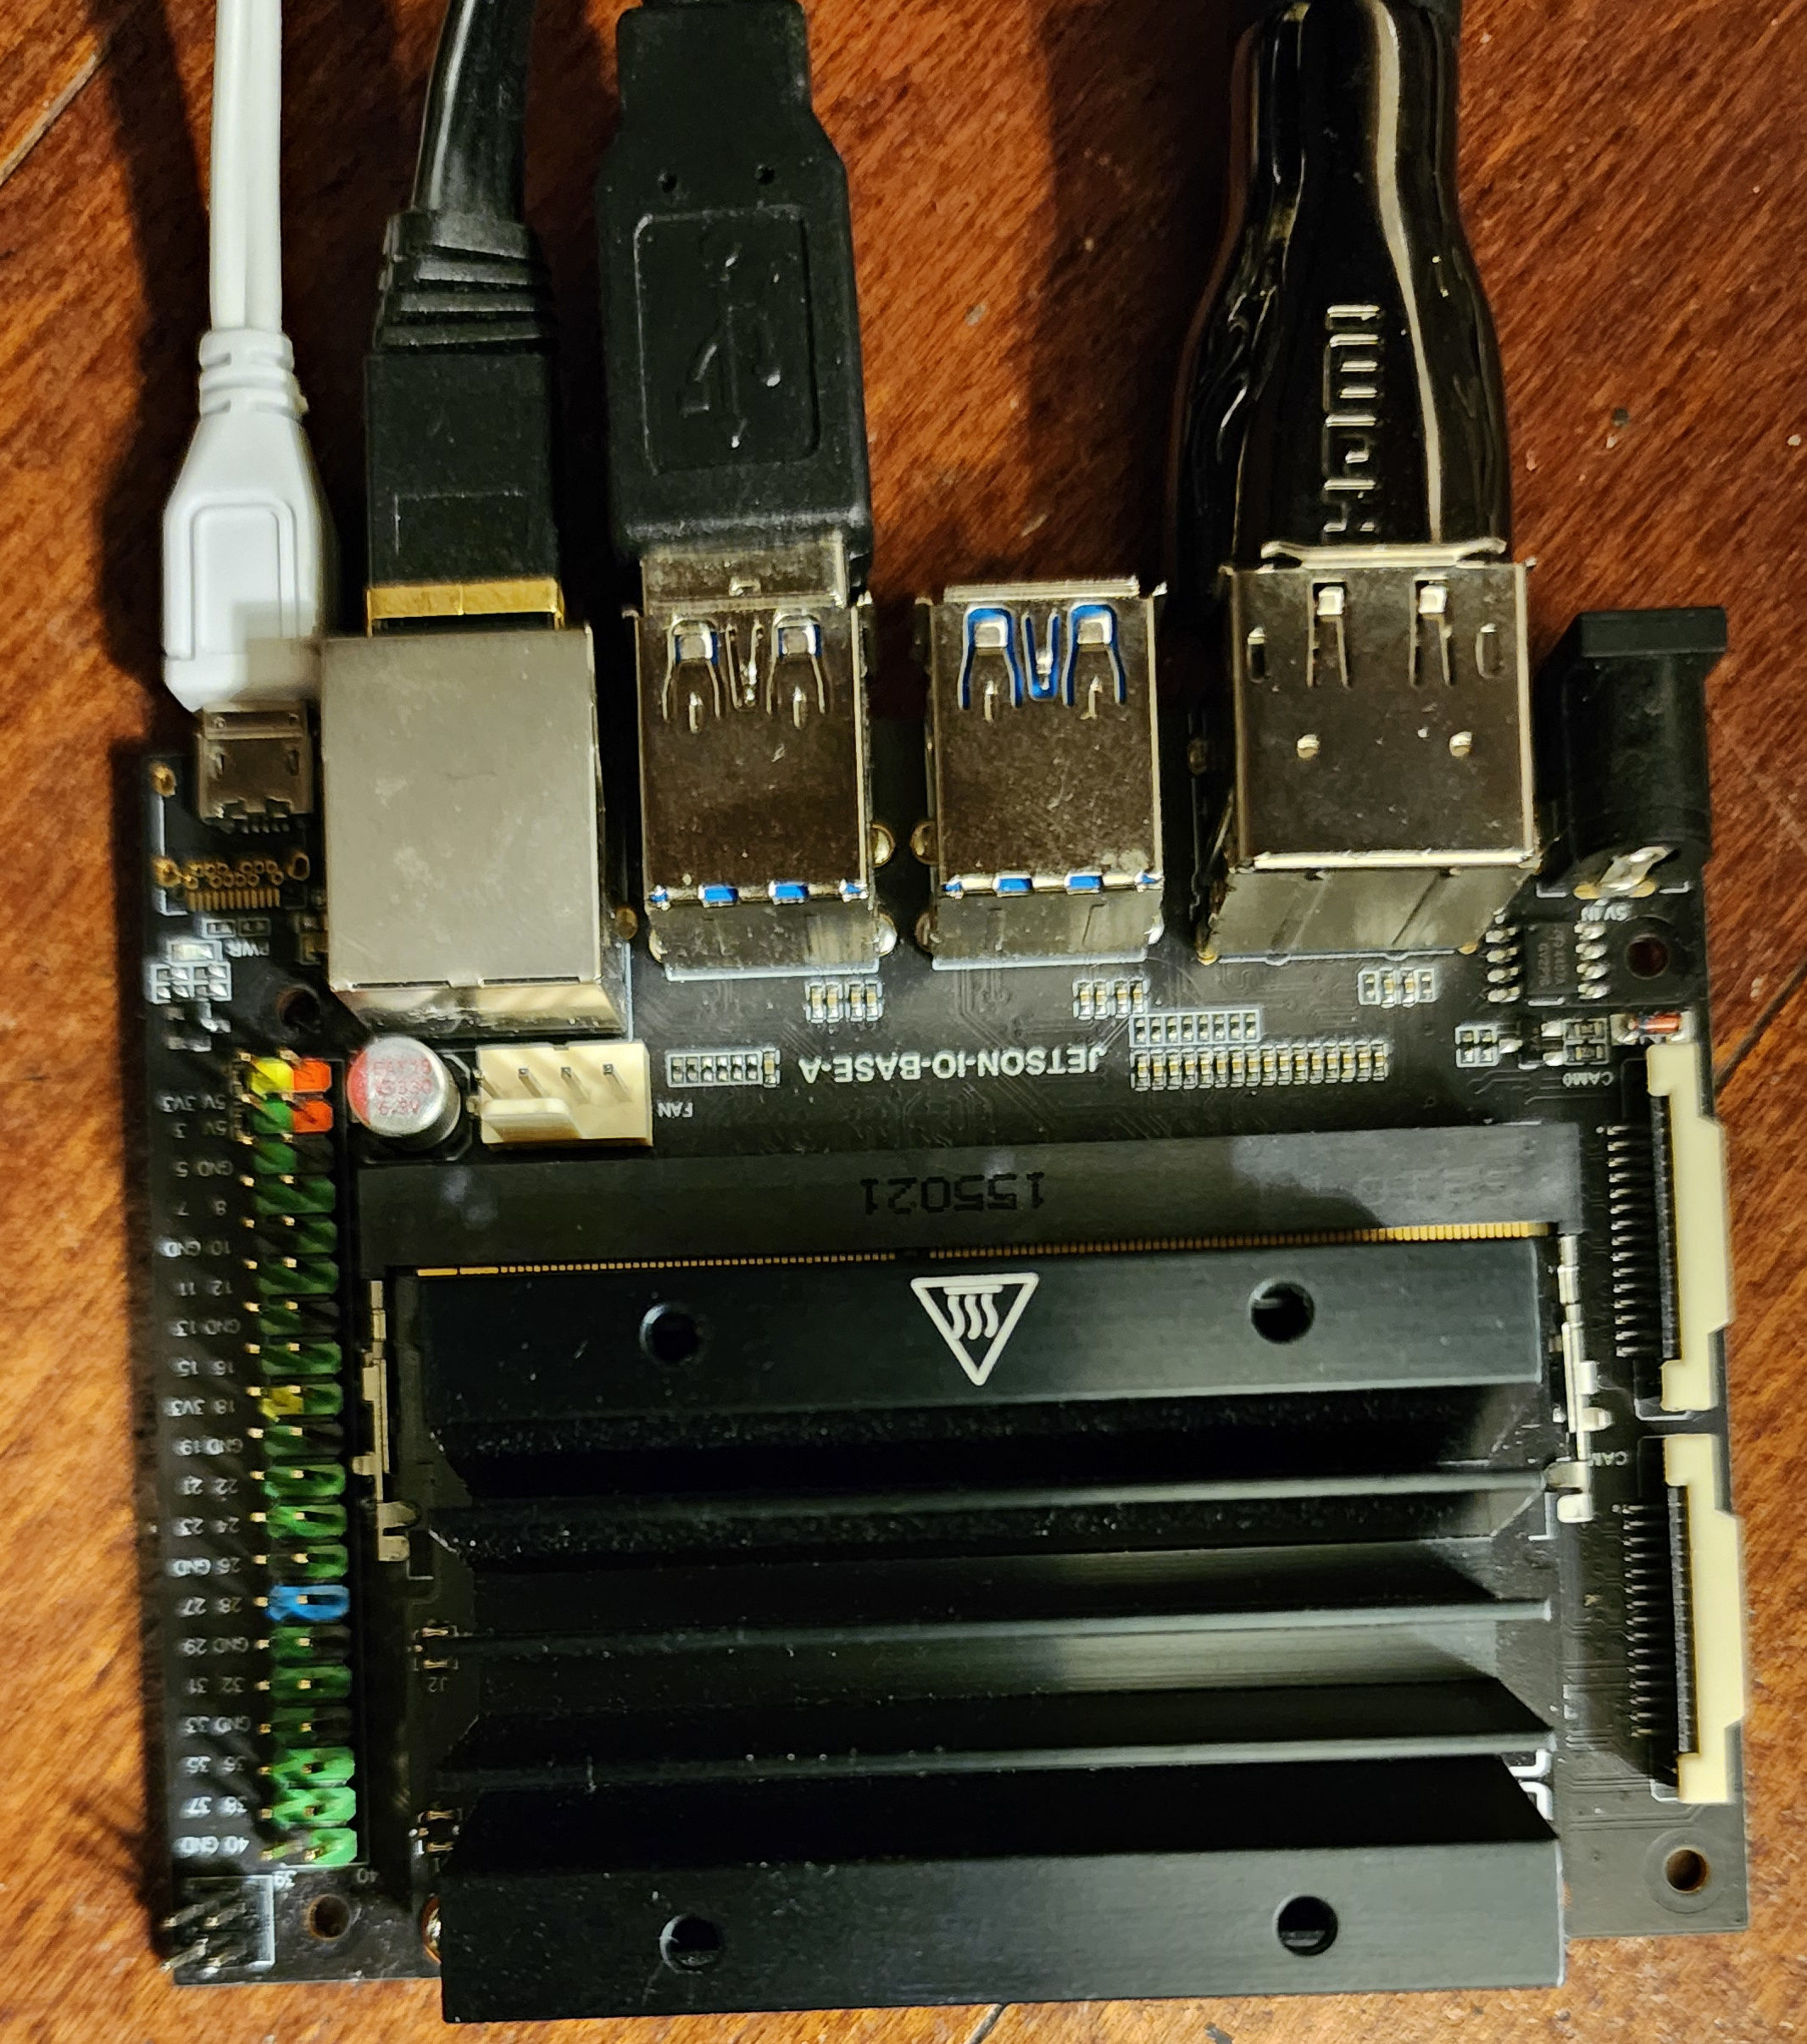 PWR
5V IN
JETSON-IO-BASE-A
FAN
CAM0
155021
3V3 5V
3 5V
5 GND
7 8
GND 10
11 12
13 GND
15 16
3V3 18
19 GND
21 22
23 24
GND 26
27 28
29 GND
31 32
33 GND
35 36
37 38
GND 40
39 40
J2